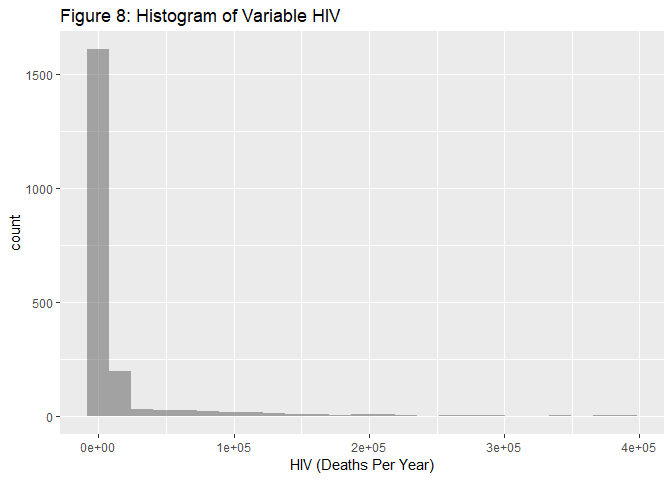 Figure 8: Histogram of Variable HIV
1500
1000
500
0
count
0e+00 1e+05 2e+05 3e+05 4e+05
HIV (Deaths Per Year)